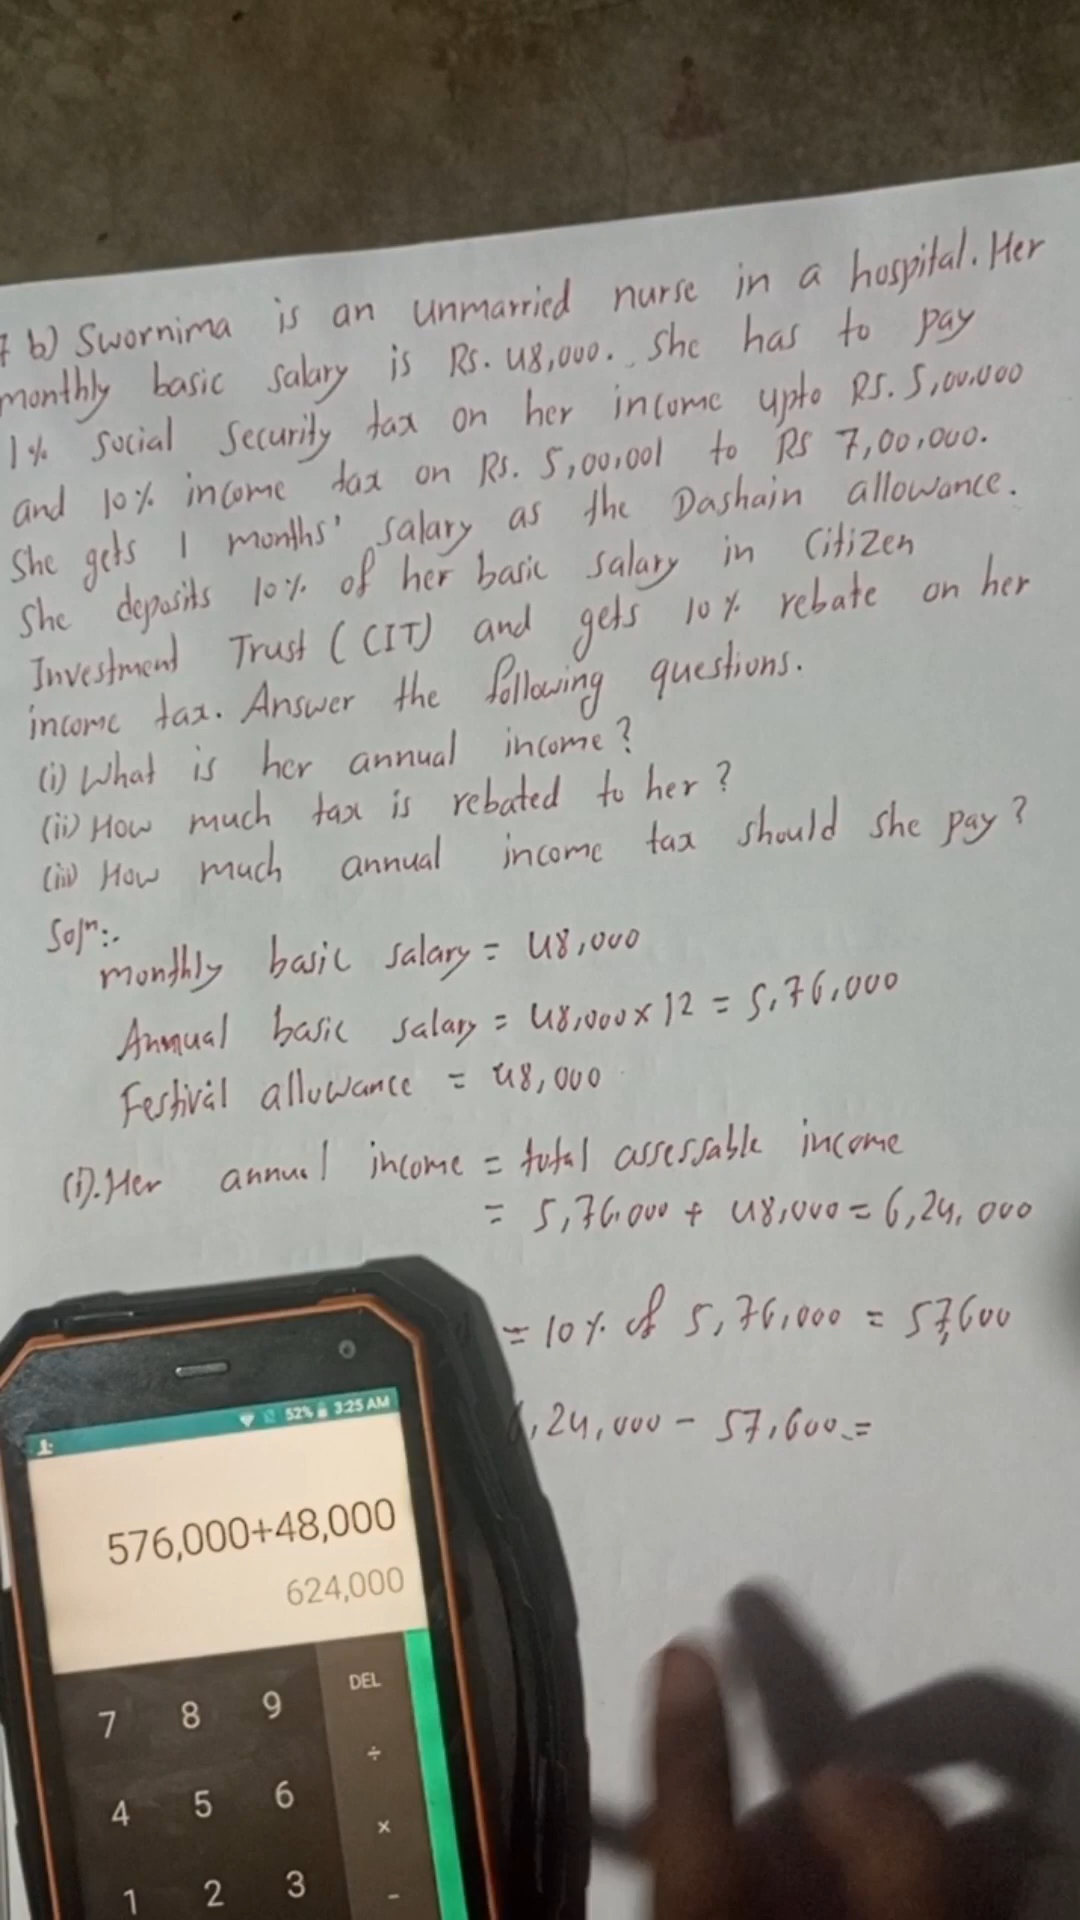 7 b) Swornima is an unmarried nurse in a hospital. Her
monthly basic salary is Rs. 48,000. She has to pay
1% Social Security tax on her income upto Rs. 5,00,000
and 10% income tax on Rs. 5,00,001 to Rs 7,00,000.
She gets 1 months' salary as the Dashain allowance.
She deposits 10% of her basic salary in Citizen
Investment Trust (CIT) and gets 10% rebate on her
income tax. Answer the following questions.
(i) What is her annual income?
(ii) How much tax is rebated to her?
(iii) How much annual income tax should she pay?
Soln:.
monthly basic salary = 48,000
Annual basic salary = 48,000 x 12 = 5,76,000
Festival allowance = 48,000
(i). Her annual income = total assessable income
= 5,76,000 + 48,000 = 6,24,000
= 10% of 5,76,000 = 57,600
,24,000 - 57,600 =
52% 3:25 AM
576,000+48,000
624,000
7 8 9 DEL
÷
4 5 6
×
1 2 3 -